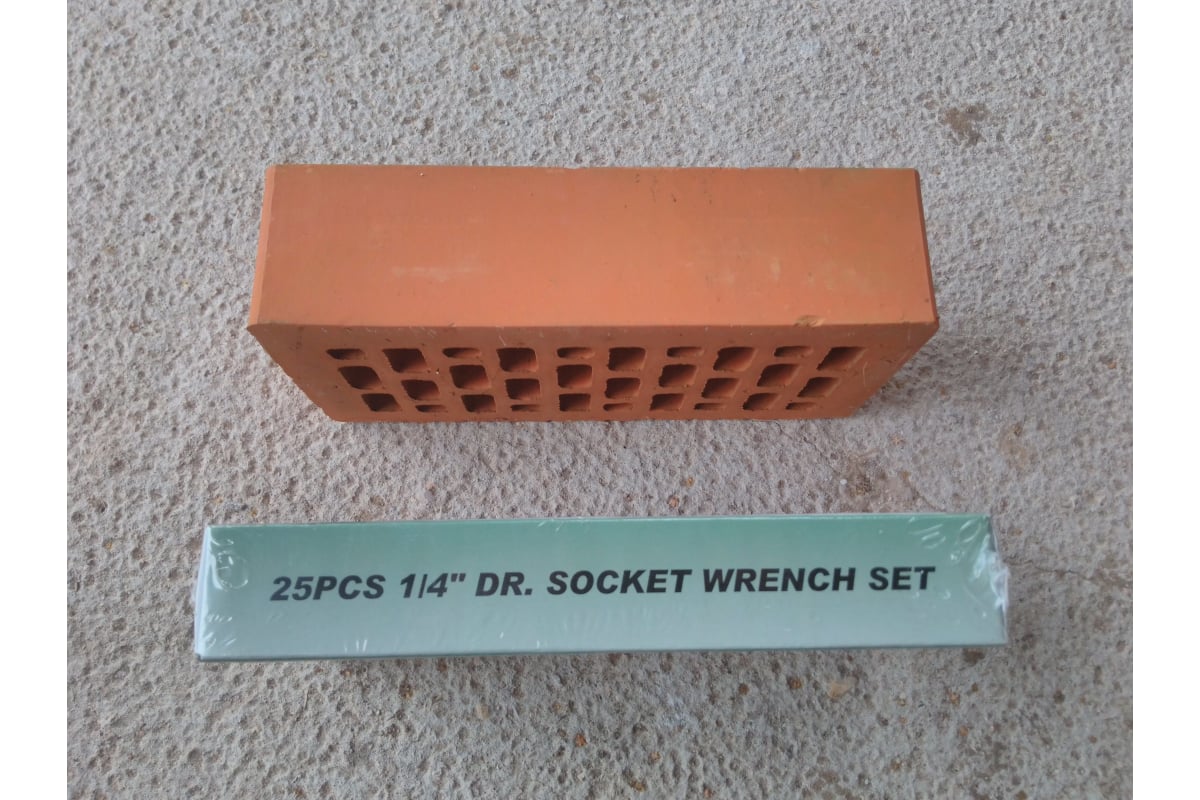 25PCS 1/4" DR. SOCKET WRENCH SET